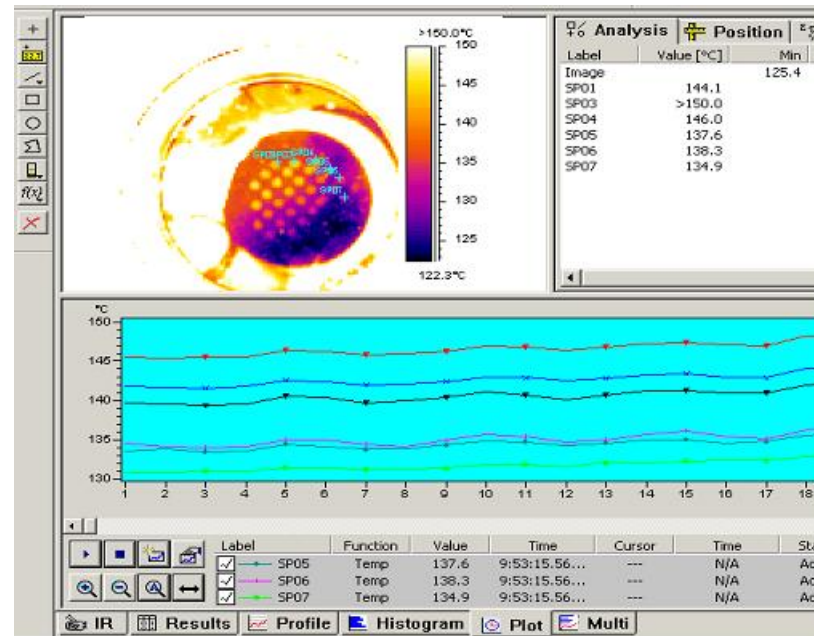 >150.0°C
150
145
140
135
130
125
122.3°C
Analysis Position
Label Value [°C] Min
Image 125.4
SP01 144.1
SP03 >150.0
SP04 146.0
SP05 137.6
SP06 138.3
SP07 134.9
f(x)
SP07
°C
150
145
140
135
130
1 2 3 4 5 6 7 8 9 10 11 12 13 14 15 16 17 18
Label Function Value Time Cursor Time
SP05 Temp 137.6 9:53:15.56... --- N/A
SP06 Temp 138.3 9:53:15.56... --- N/A
SP07 Temp 134.9 9:53:15.56... --- N/A
IR Results Profile Histogram Plot Multi